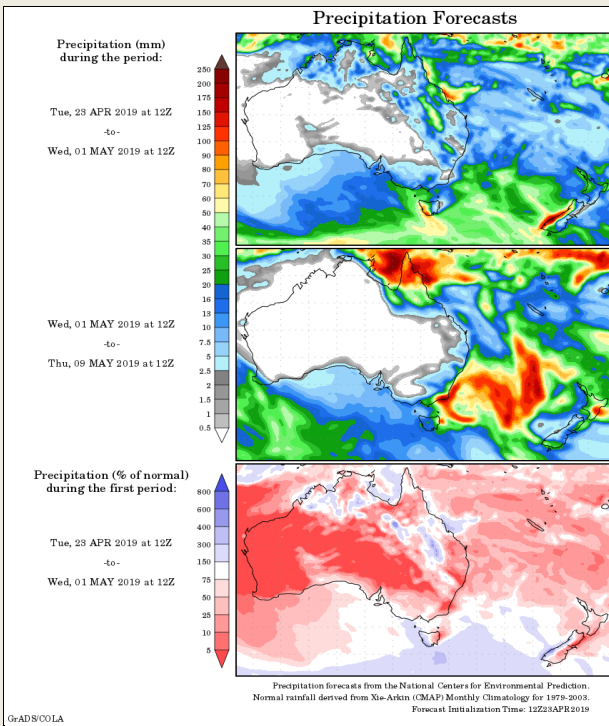 Precipitation Forecasts
Precipitation (mm)
during the period:
Tue, 23 APR 2019 at 12Z
-to-
Wed, 01 MAY 2019 at 12Z
250
200
175
150
125
100
90
80
70
60
50
40
35
30
25
20
16
13
10
7.5
5
2.5
2
1.5
1
0.5
Wed, 01 MAY 2019 at 12Z
-to-
Thu, 09 MAY 2019 at 12Z
Precipitation (% of normal)
during the first period:
Tue, 23 APR 2019 at 12Z
-to-
Wed, 01 MAY 2019 at 12Z
800
600
400
300
150
75
50
25
10
5
Precipitation forecasts from the National Centers for Environmental Prediction.
Normal rainfall derived from Xie-Arkin (CMAP) Monthly Climatology for 1979-2003.
Forecast Initialization Time: 12Z23APR2019
GrADS/COLA